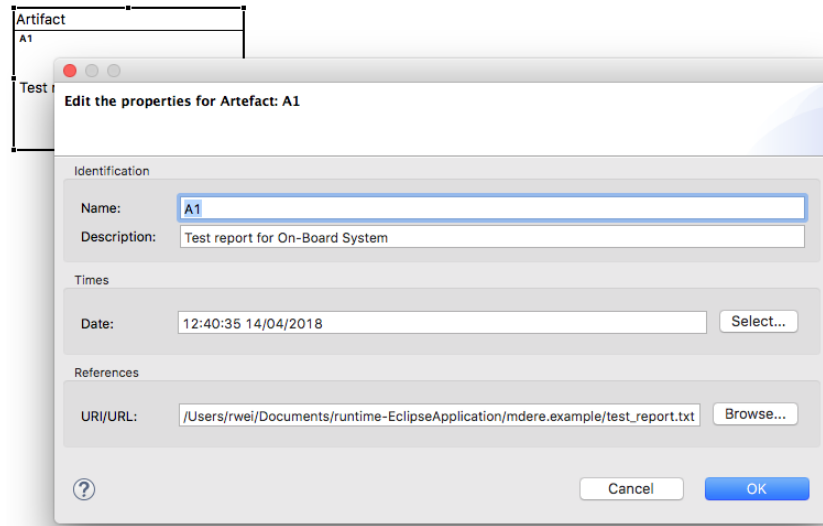 Artifact
A1
Test
Edit the properties for Artefact: A1
Identification
Name: A1
Description: Test report for On-Board System
Times
Date: 12:40:35 14/04/2018 Select...
References
URI/URL: /Users/rwei/Documents/runtime-EclipseApplication/mdere.example/test_report.txt Browse...
? Cancel OK